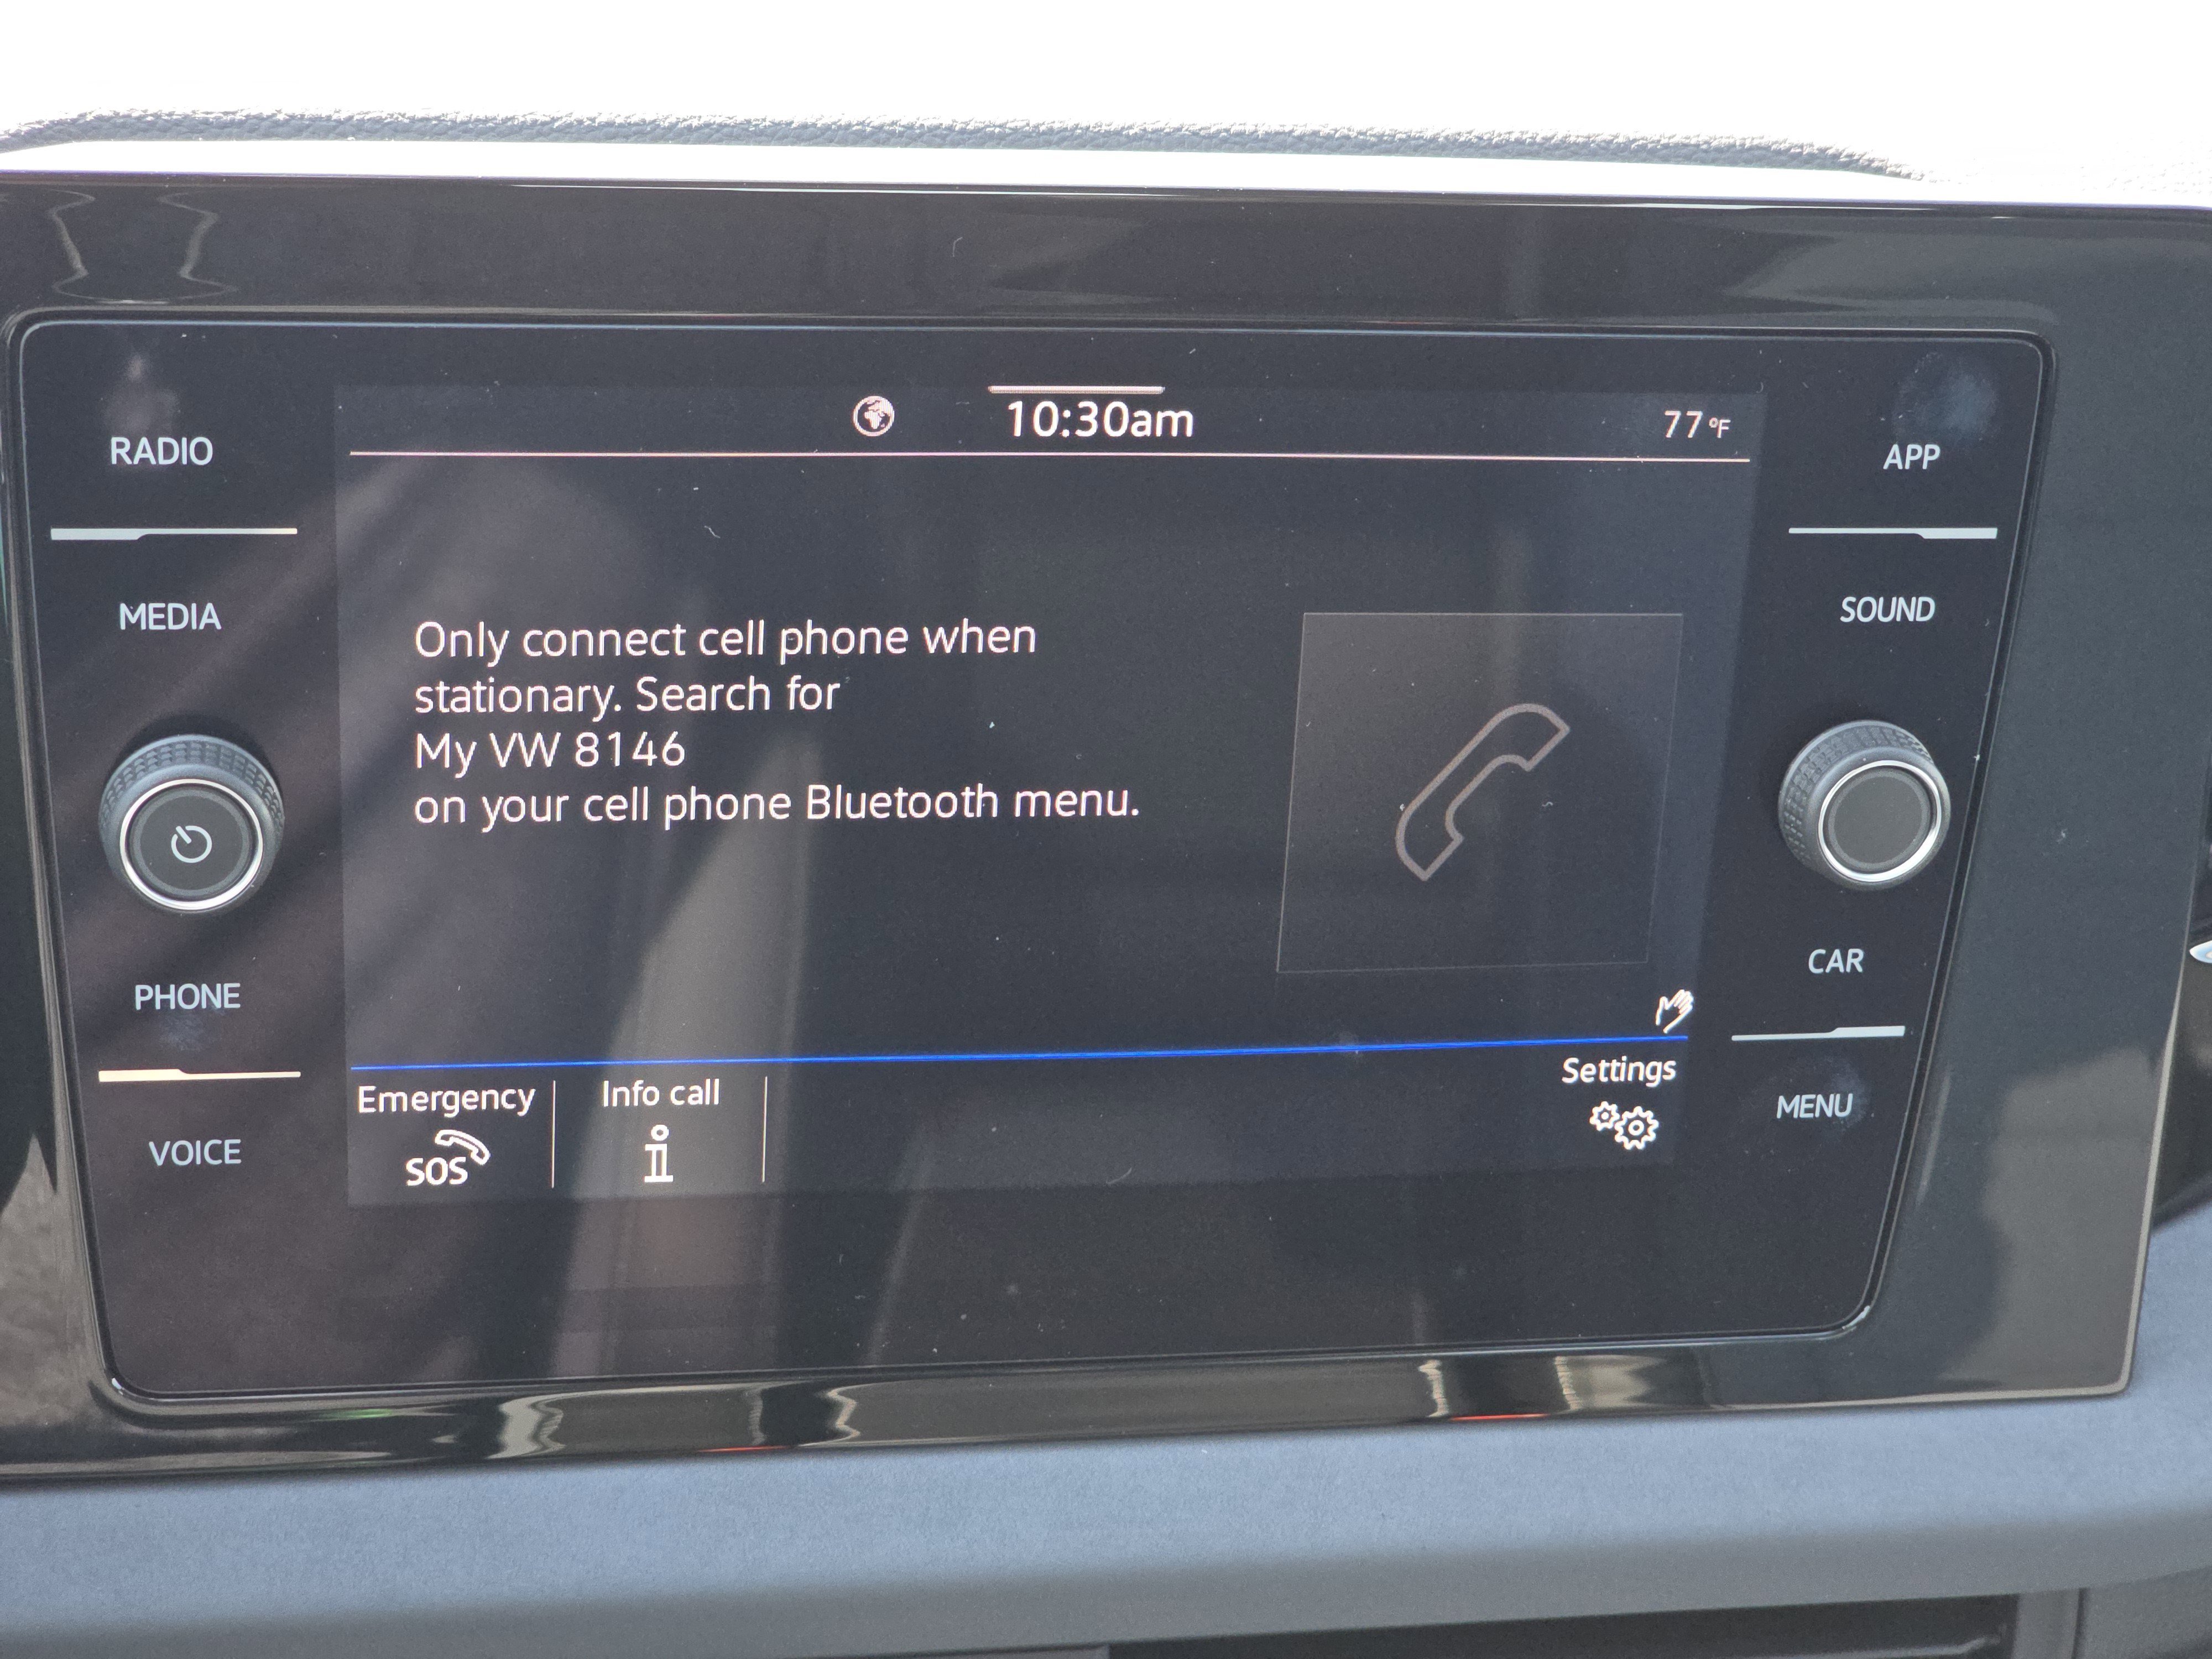 10:30am
77 °F
RADIO
APP
MEDIA
SOUND
Only connect cell phone when
stationary. Search for
My VW 8146
on your cell phone Bluetooth menu.
PHONE
CAR
Emergency
SOS
Info call
i
Settings
VOICE
MENU